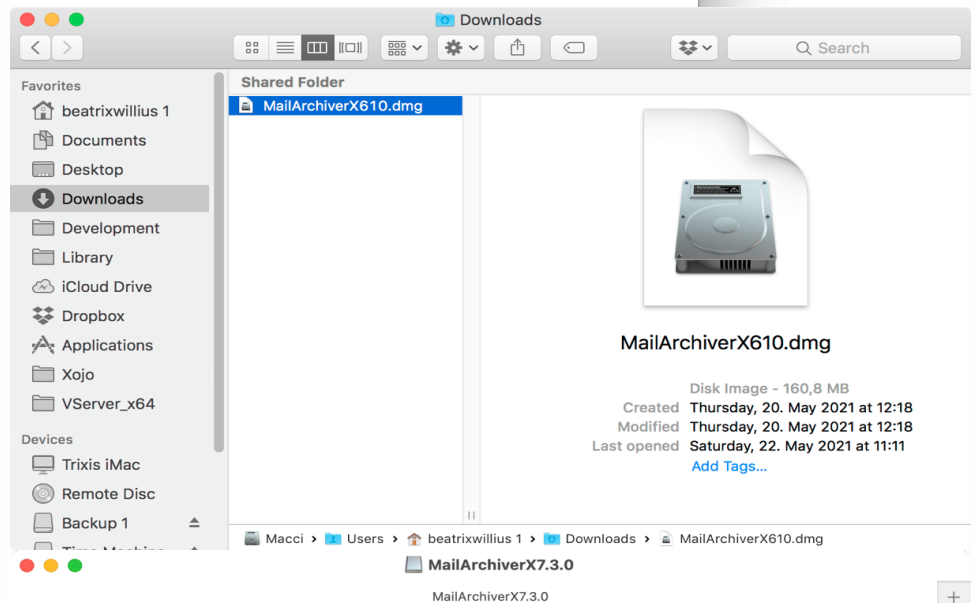 Downloads
Search
Favorites
beatrixwillius 1
Documents
Desktop
Downloads
Development
Library
iCloud Drive
Dropbox
Applications
Xojo
VServer_x64
Devices
Trixis iMac
Remote Disc
Backup 1
Time Machine
Shared Folder
MailArchiverX610.dmg
MailArchiverX610.dmg
Disk Image - 160,8 MB
Created Thursday, 20. May 2021 at 12:18
Modified Thursday, 20. May 2021 at 12:18
Last opened Saturday, 22. May 2021 at 11:11
Add Tags...
Macci › Users › beatrixwillius 1 › Downloads › MailArchiverX610.dmg
MailArchiverX7.3.0
MailArchiverX7.3.0